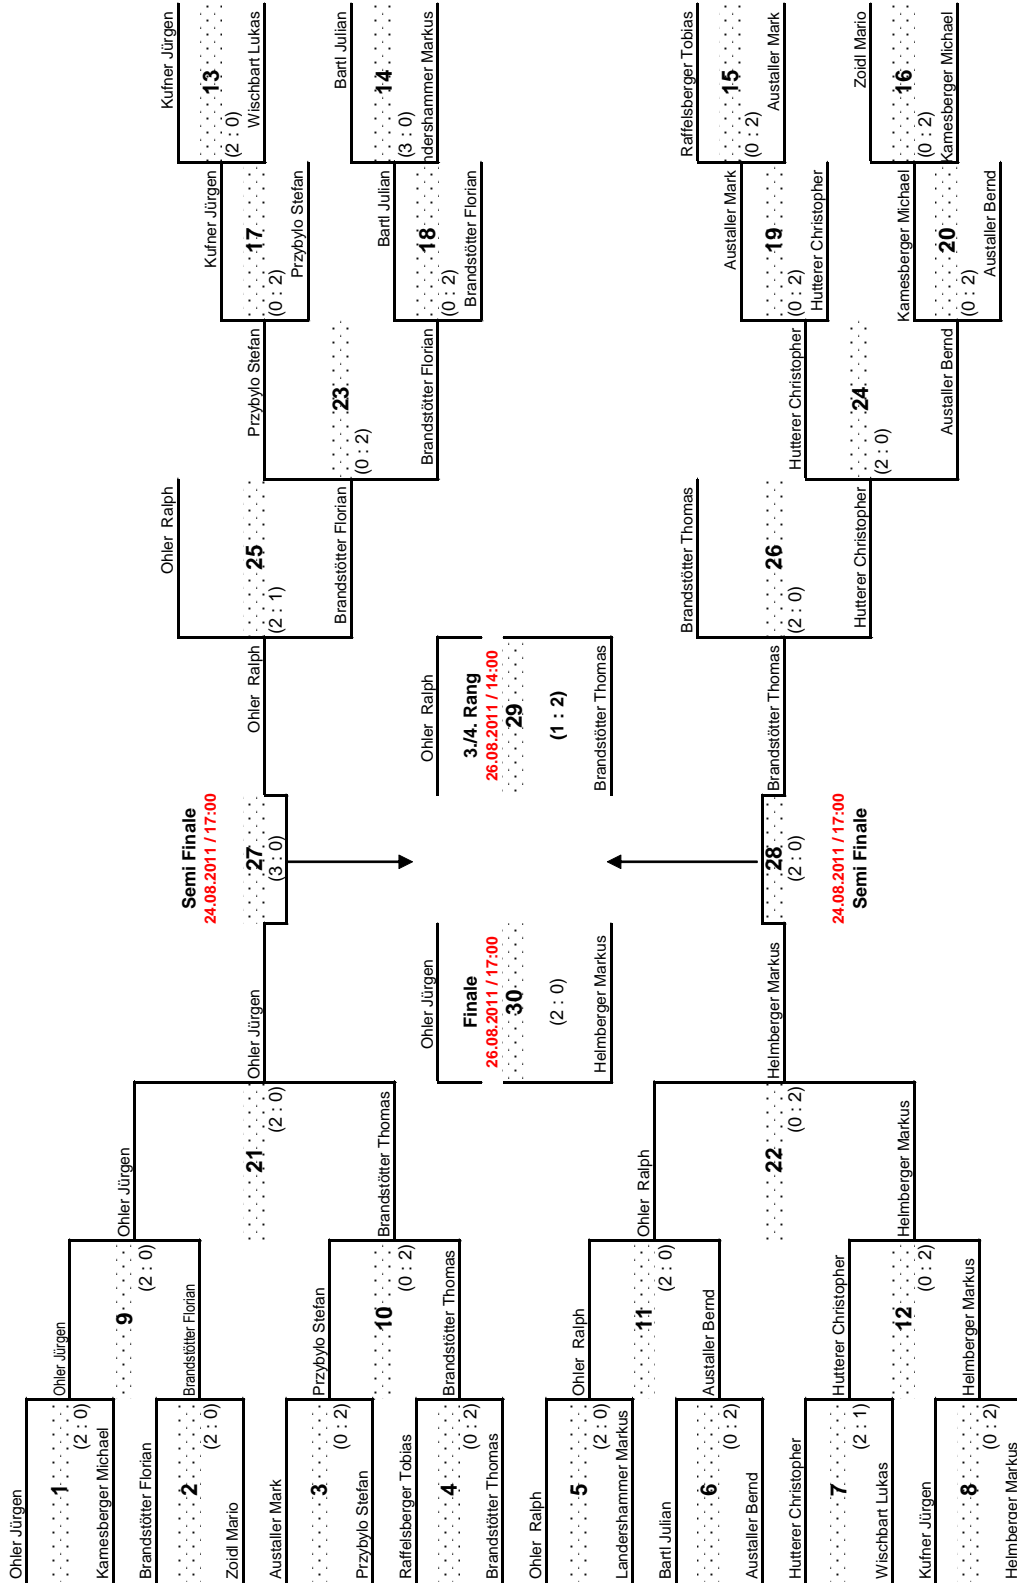 Ohler Jürgen
1
(2 : 0)
Kamesberger Michael
Brandstötter Florian
2
(2 : 0)
Zoidl Mario
Austaller Mark
3
(0 : 2)
Przybylo Stefan
Raffelsberger Tobias
4
(0 : 2)
Brandstötter Thomas
Ohler Ralph
5
(2 : 0)
Landershammer Markus
Bartl Julian
6
(0 : 2)
Austaller Bernd
Hutterer Christopher
7
(2 : 1)
Wischbart Lukas
Kufner Jürgen
8
(0 : 2)
Helmberger Markus
Ohler Jürgen
9
(2 : 0)
Brandstötter Florian
Przybylo Stefan
10
(0 : 2)
Brandstötter Thomas
Ohler Ralph
11
(2 : 0)
Austaller Bernd
Hutterer Christopher
12
(0 : 2)
Helmberger Markus
Ohler Jürgen
21
(2 : 0)
Brandstötter Thomas
Ohler Ralph
22
(0 : 2)
Helmberger Markus
Ohler Jürgen
Semi Finale
24.08.2011 / 17:00
27
(3 : 0)
Ohler Ralph
Ohler Jürgen
Finale
26.08.2011 / 17:00
30
(2 : 0)
Helmberger Markus
Ohler Ralph
3./4. Rang
26.08.2011 / 14:00
29
(1 : 2)
Brandstötter Thomas
Helmberger Markus
28
(2 : 0)
24.08.2011 / 17:00
Semi Finale
Brandstötter Thomas
Ohler Ralph
25
(2 : 1)
Brandstötter Florian
Brandstötter Thomas
26
(2 : 0)
Hutterer Christopher
Przybylo Stefan
23
(0 : 2)
Brandstötter Florian
Hutterer Christopher
24
(2 : 0)
Austaller Bernd
Kufner Jürgen
17
(0 : 2)
Przybylo Stefan
Bartl Julian
18
(0 : 2)
Brandstötter Florian
Austaller Mark
19
(0 : 2)
Hutterer Christopher
Kamesberger Michael
20
(0 : 2)
Austaller Bernd
Kufner Jürgen
13
(2 : 0)
Wischbart Lukas
Bartl Julian
14
(3 : 0)
ndershammer Markus
Raffelsberger Tobias
15
(0 : 2)
Austaller Mark
Zoidl Mario
16
(0 : 2)
Kamesberger Michael